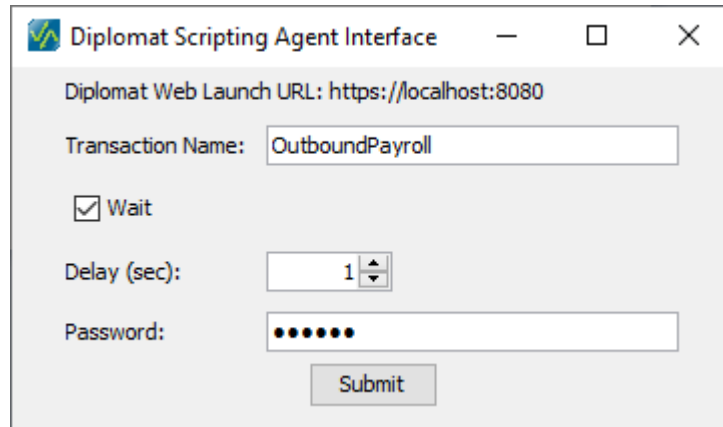 Diplomat Scripting Agent Interface
Diplomat Web Launch URL: https://localhost:8080
Transaction Name: OutboundPayroll
Wait
Delay (sec): 1
Password: ●●●●●●
Submit